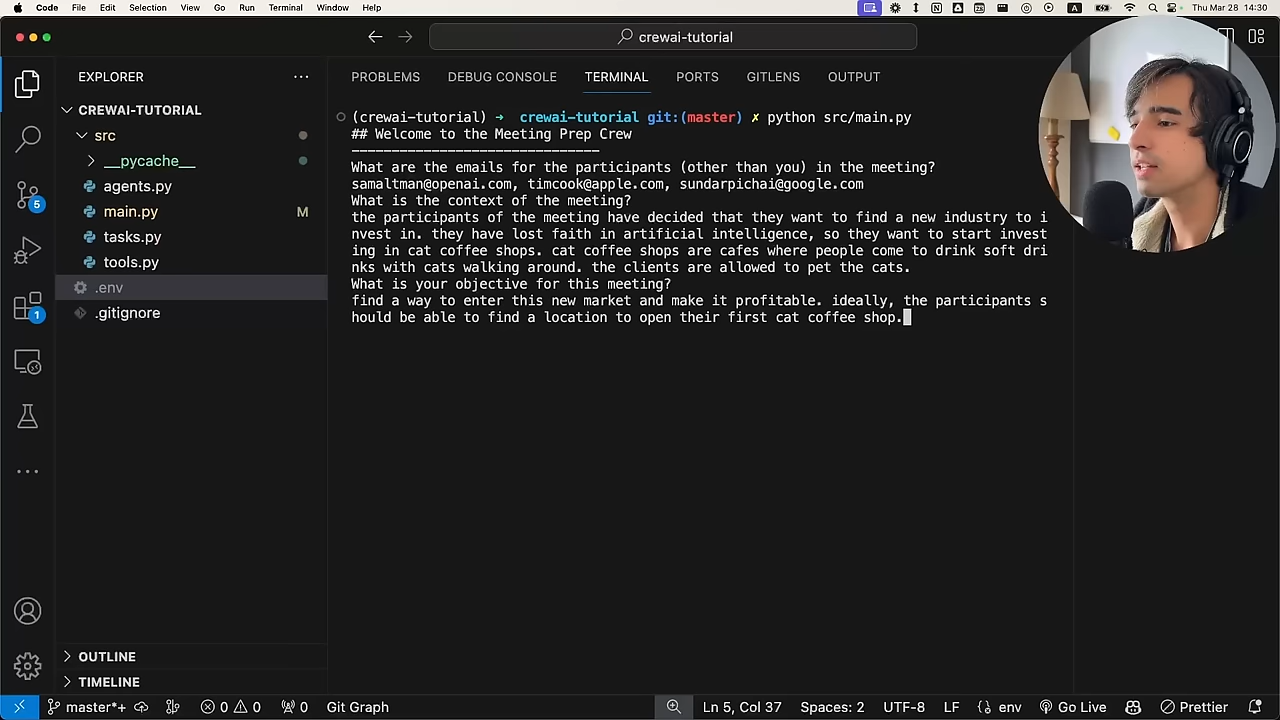 Code File Edit Selection View Go Run Terminal Window Help Thu Mar 28 14:30
crewai-tutorial
EXPLORER
PROBLEMS DEBUG CONSOLE TERMINAL PORTS GITLENS OUTPUT
CREWAI-TUTORIAL
src
__pycache__
agents.py
main.py M
tasks.py
tools.py
.env
.gitignore
(crewai-tutorial) → crewai-tutorial git:(master) ✗ python src/main.py
## Welcome to the Meeting Prep Crew
-------------------------------
What are the emails for the participants (other than you) in the meeting?
samaltman@openai.com, timcook@apple.com, sundarpichai@google.com
What is the context of the meeting?
the participants of the meeting have decided that they want to find a new industry to i
nvest in. they have lost faith in artificial intelligence, so they want to start invest
ing in cat coffee shops. cat coffee shops are cafes where people come to drink soft dri
nks with cats walking around. the clients are allowed to pet the cats.
What is your objective for this meeting?
find a way to enter this new market and make it profitable. ideally, the participants s
hould be able to find a location to open their first cat coffee shop.
5
1
OUTLINE
TIMELINE
master*+ 0 0 0 Git Graph Ln 5, Col 37 Spaces: 2 UTF-8 LF env Go Live Prettier